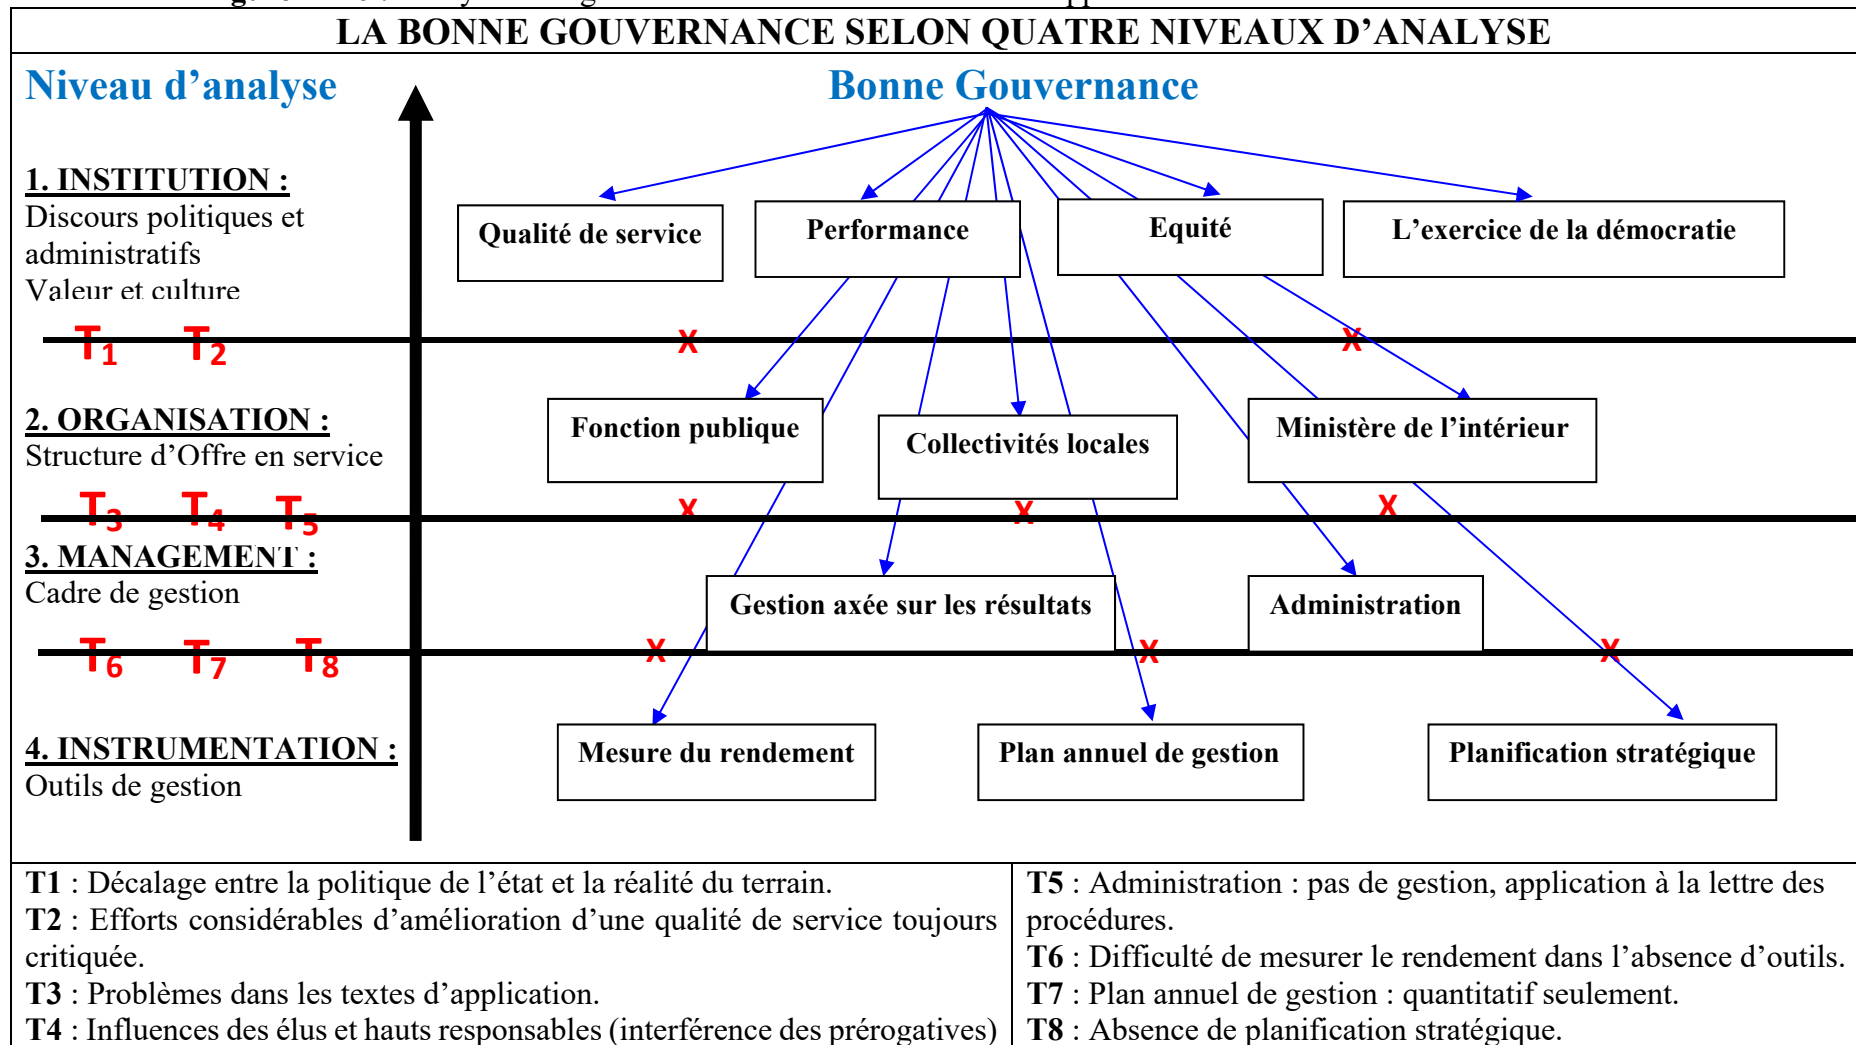 LA BONNE GOUVERNANCE SELON QUATRE NIVEAUX D’ANALYSE
Niveau d’analyse
Bonne Gouvernance
1. INSTITUTION :
Discours politiques et
administratifs
Valeur et culture
Qualité de service
Performance
Equité
L’exercice de la démocratie
T1 T2
X X
2. ORGANISATION :
Structure d’Offre en service
Fonction publique
Collectivités locales
Ministère de l’intérieur
T3 T4 T5
X X X
3. MANAGEMENT :
Cadre de gestion
Gestion axée sur les résultats
Administration
T6 T7 T8
X X X
4. INSTRUMENTATION :
Outils de gestion
Mesure du rendement
Plan annuel de gestion
Planification stratégique
T1 : Décalage entre la politique de l’état et la réalité du terrain.
T2 : Efforts considérables d’amélioration d’une qualité de service toujours
critiquée.
T3 : Problèmes dans les textes d’application.
T4 : Influences des élus et hauts responsables (interférence des prérogatives)
T5 : Administration : pas de gestion, application à la lettre des
procédures.
T6 : Difficulté de mesurer le rendement dans l’absence d’outils.
T7 : Plan annuel de gestion : quantitatif seulement.
T8 : Absence de planification stratégique.